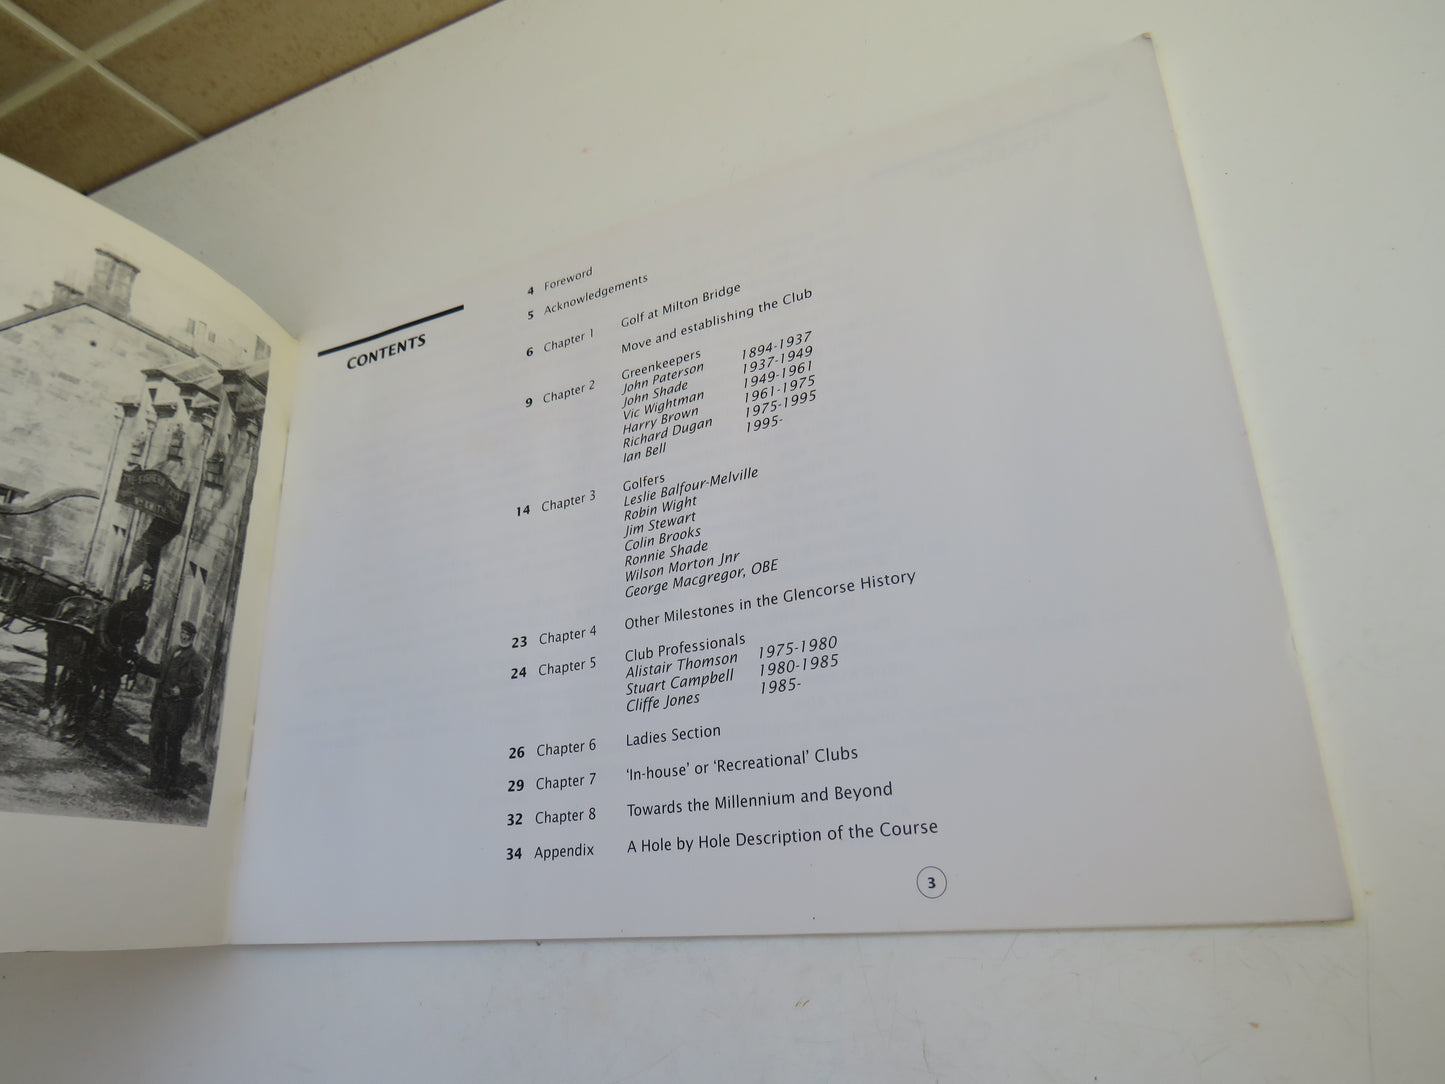 CONTENTS
4 Foreword
5 Acknowledgements
6 Chapter 1 Golf at Milton Bridge
Move and establishing the Club
9 Chapter 2 Greenkeepers
John Paterson 1894-1937
John Shade 1937-1949
Vic Wightman 1949-1961
Harry Brown 1961-1975
Richard Dugan 1975-1995
Ian Bell 1995-
14 Chapter 3 Golfers
Leslie Balfour-Melville
Robin Wight
Jim Stewart
Colin Brooks
Ronnie Shade
Wilson Morton Jnr
George Macgregor, OBE
23 Chapter 4 Other Milestones in the Glencorse History
24 Chapter 5 Club Professionals
Alistair Thomson 1975-1980
Stuart Campbell 1980-1985
Cliffe Jones 1985-
26 Chapter 6 Ladies Section
29 Chapter 7 ‘In-house’ or ‘Recreational’ Clubs
32 Chapter 8 Towards the Millennium and Beyond
34 Appendix A Hole by Hole Description of the Course
3